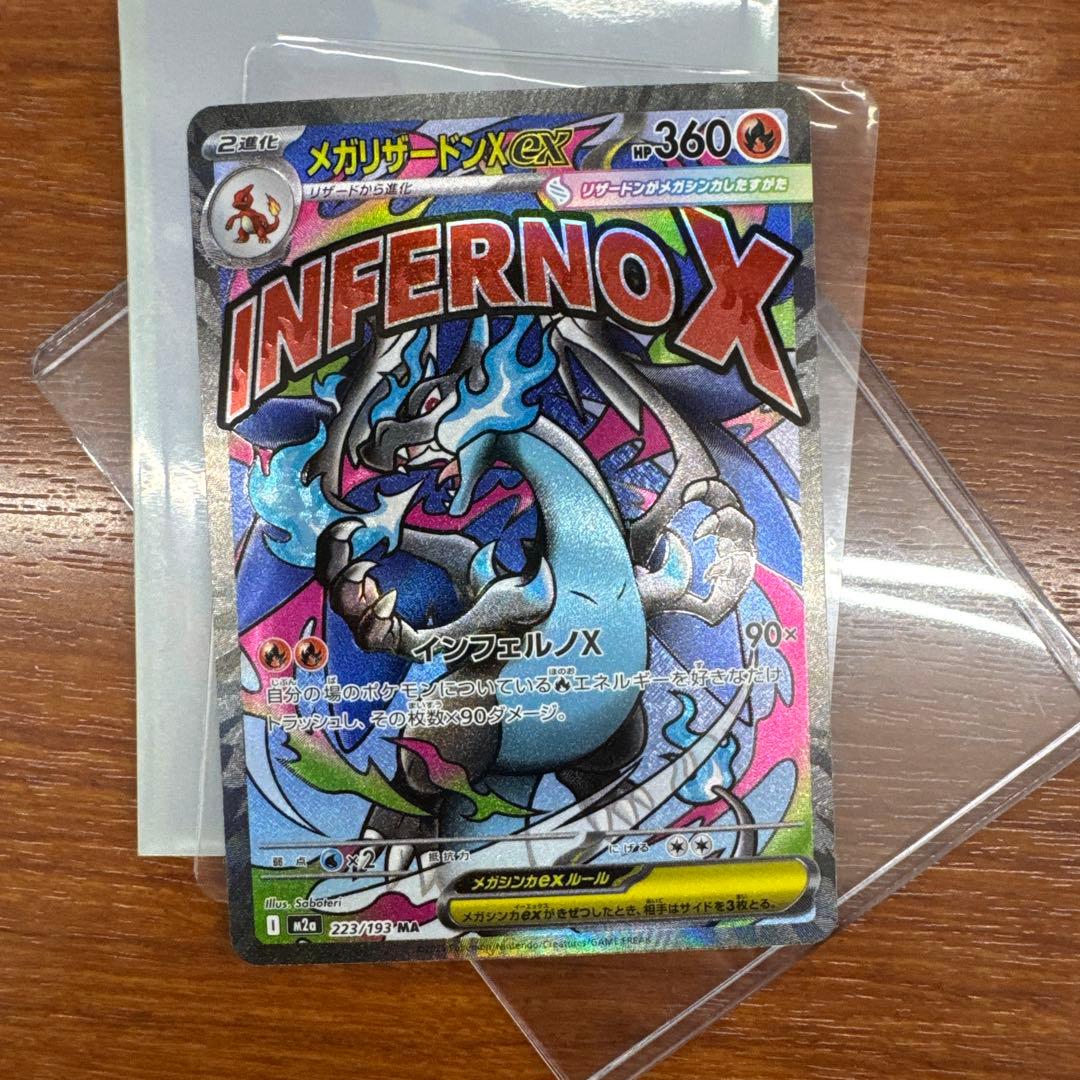 2進化
メガリザードンXex
HP360
リザードから進化
リザードンがメガシンカしたすがた
INFERNO X
インフェルノX 90×
自分の場のポケモンについている エネルギーを好きなだけ
トラッシュし、その枚数×90ダメージ。
弱点 ×2 抵抗力 にげる
メガシンカexルール
メガシンカexがきぜつしたとき、相手はサイドを3枚とる。
Illus. Saboteri
I m2a 223/193 MA
Pokémon/Nintendo/Creatures/GAME FREAK